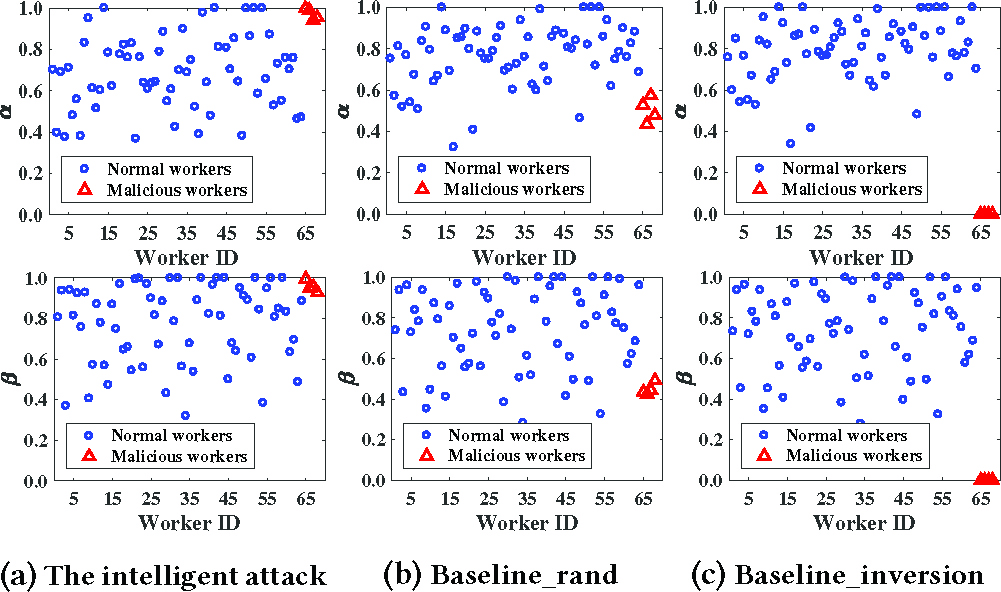 1.0
0.8
0.6
0.4
0.2
0.0
α
Normal workers
Malicious workers
5 15 25 35 45 55 65
Worker ID
1.0
0.8
0.6
0.4
0.2
0.0
α
Normal workers
Malicious workers
5 15 25 35 45 55 65
Worker ID
1.0
0.8
0.6
0.4
0.2
0.0
α
Normal workers
Malicious workers
5 15 25 35 45 55 65
Worker ID
1.0
0.8
0.6
0.4
0.2
0.0
β
Normal workers
Malicious workers
5 15 25 35 45 55 65
Worker ID
1.0
0.8
0.6
0.4
0.2
0.0
β
Normal workers
Malicious workers
5 15 25 35 45 55 65
Worker ID
1.0
0.8
0.6
0.4
0.2
0.0
β
Normal workers
Malicious workers
5 15 25 35 45 55 65
Worker ID
(a) The intelligent attack
(b) Baseline_rand
(c) Baseline_inversion